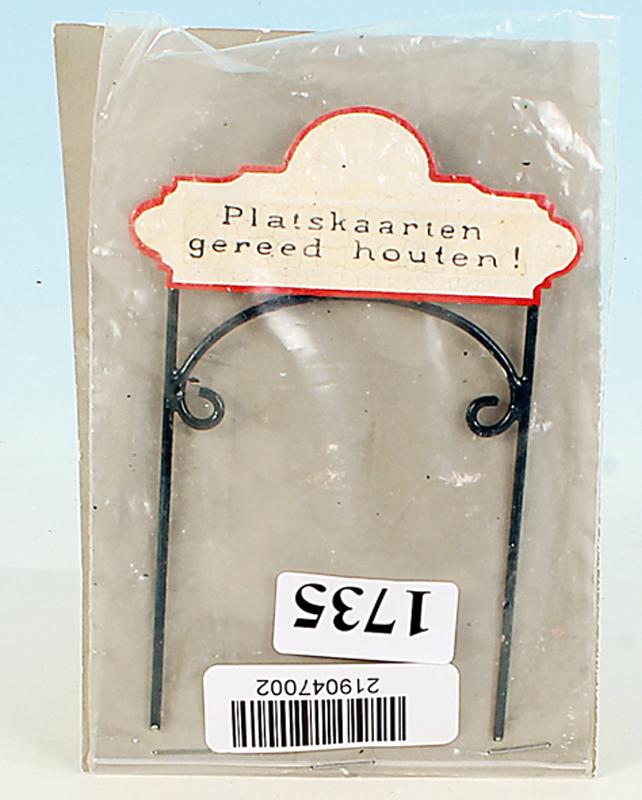 Platskaarten
gereed houten!
1735
219047002